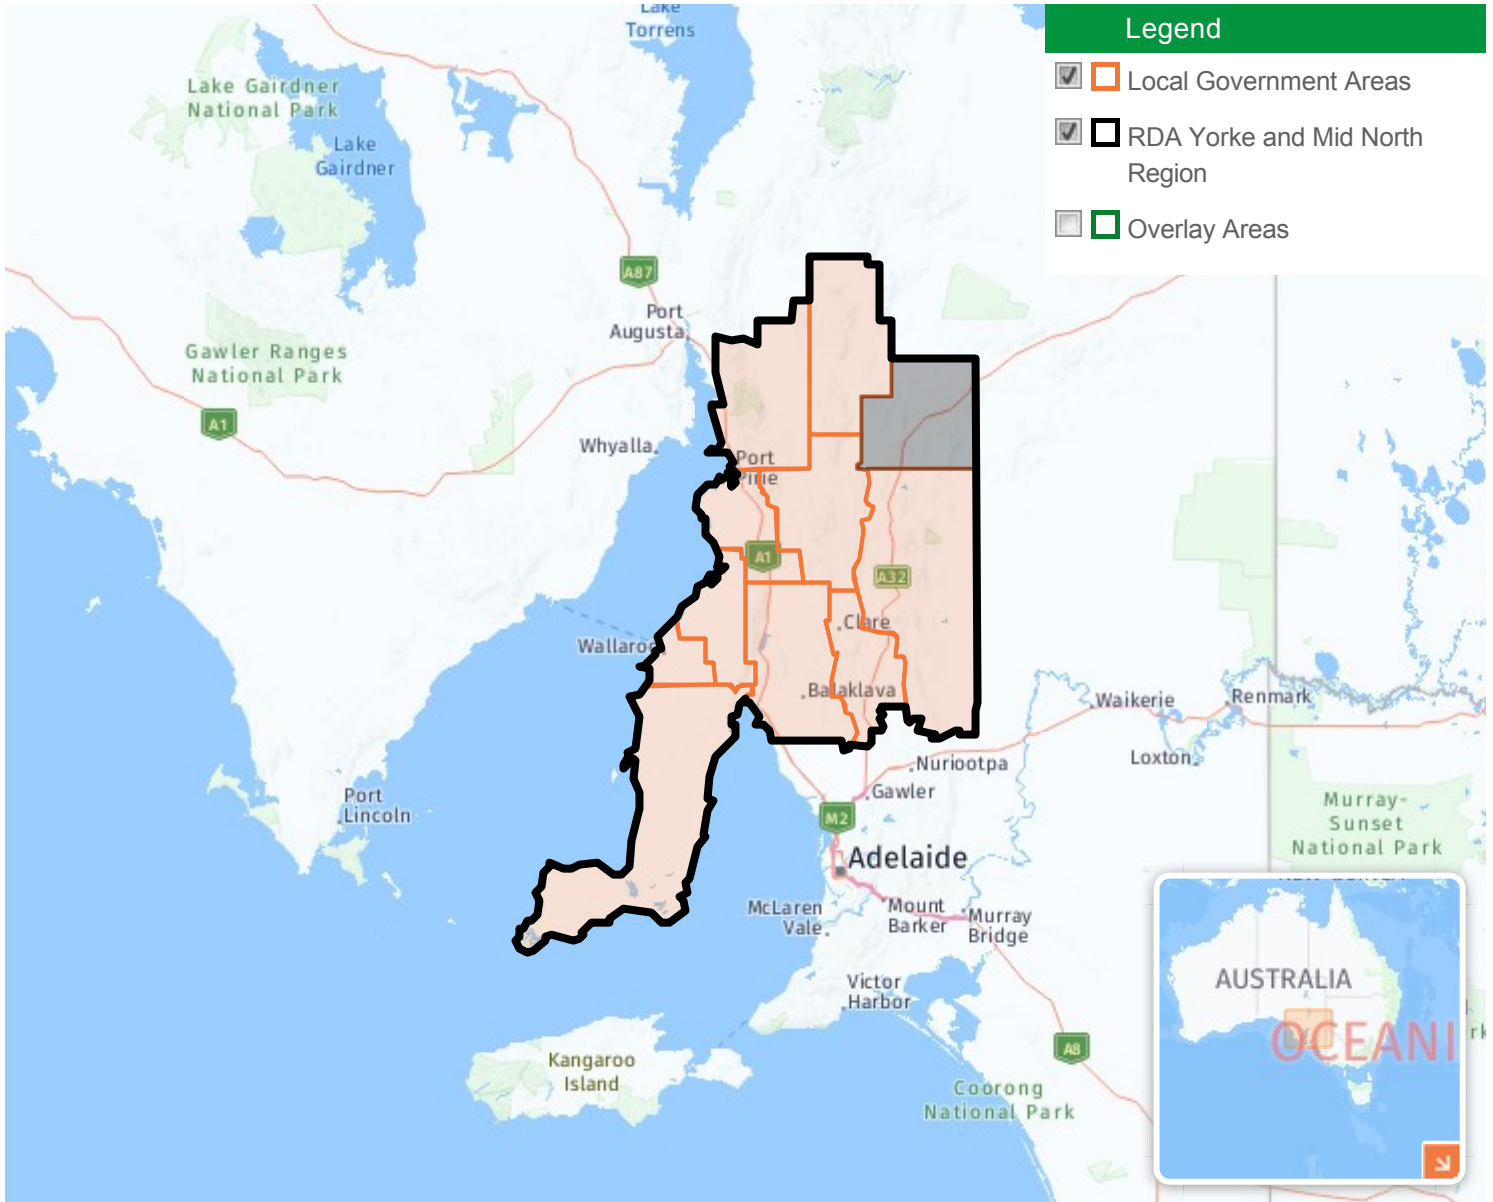 Lake
Torrens
Legend
Local Government Areas
RDA Yorke and Mid North
Region
Overlay Areas
Lake Gairdner
National Park
Lake
Gairdner
A87
Port
Augusta
Gawler Ranges
National Park
A1
Whyalla
Port
Pirie
A1
A32
Clare
Wallaroo
Balaklava
Waikerie
Renmark
Loxton
Nuriootpa
Gawler
Port
Lincoln
M2
Murray-
Sunset
National Park
Adelaide
McLaren
Vale
Mount
Barker
Murray
Bridge
Victor
Harbor
AUSTRALIA
OCEANI
A8
Kangaroo
Island
Coorong
National Park